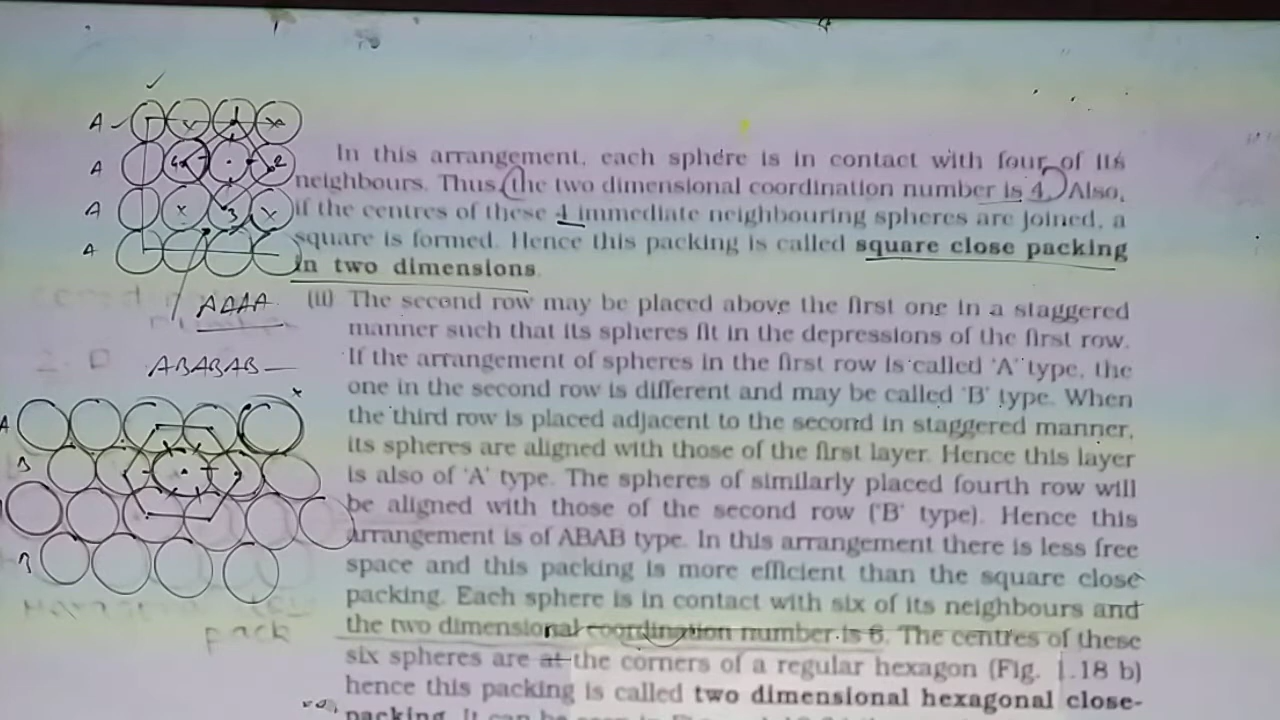 A
A
A
A
4
1
2
3
AAAA
ABABAB
A
B
B
2. D
pack
In this arrangement, each sphere is in contact with four of its
neighbours. Thus, the two dimensional coordination number is 4. Also,
if the centres of these 4 immediate neighbouring spheres are joined, a
square is formed. Hence this packing is called square close packing
in two dimensions.
(ii) The second row may be placed above the first one in a staggered
manner such that its spheres fit in the depressions of the first row.
If the arrangement of spheres in the first row is called 'A' type, the
one in the second row is different and may be called 'B' type. When
the third row is placed adjacent to the second in staggered manner,
its spheres are aligned with those of the first layer. Hence this layer
is also of 'A' type. The spheres of similarly placed fourth row will
be aligned with those of the second row ('B' type). Hence this
arrangement is of ABAB type. In this arrangement there is less free
space and this packing is more efficient than the square close
packing. Each sphere is in contact with six of its neighbours and
the two dimensional coordination number is 6. The centres of these
six spheres are at the corners of a regular hexagon (Fig. 1.18 b)
hence this packing is called two dimensional hexagonal close-
packing. It can be seen in